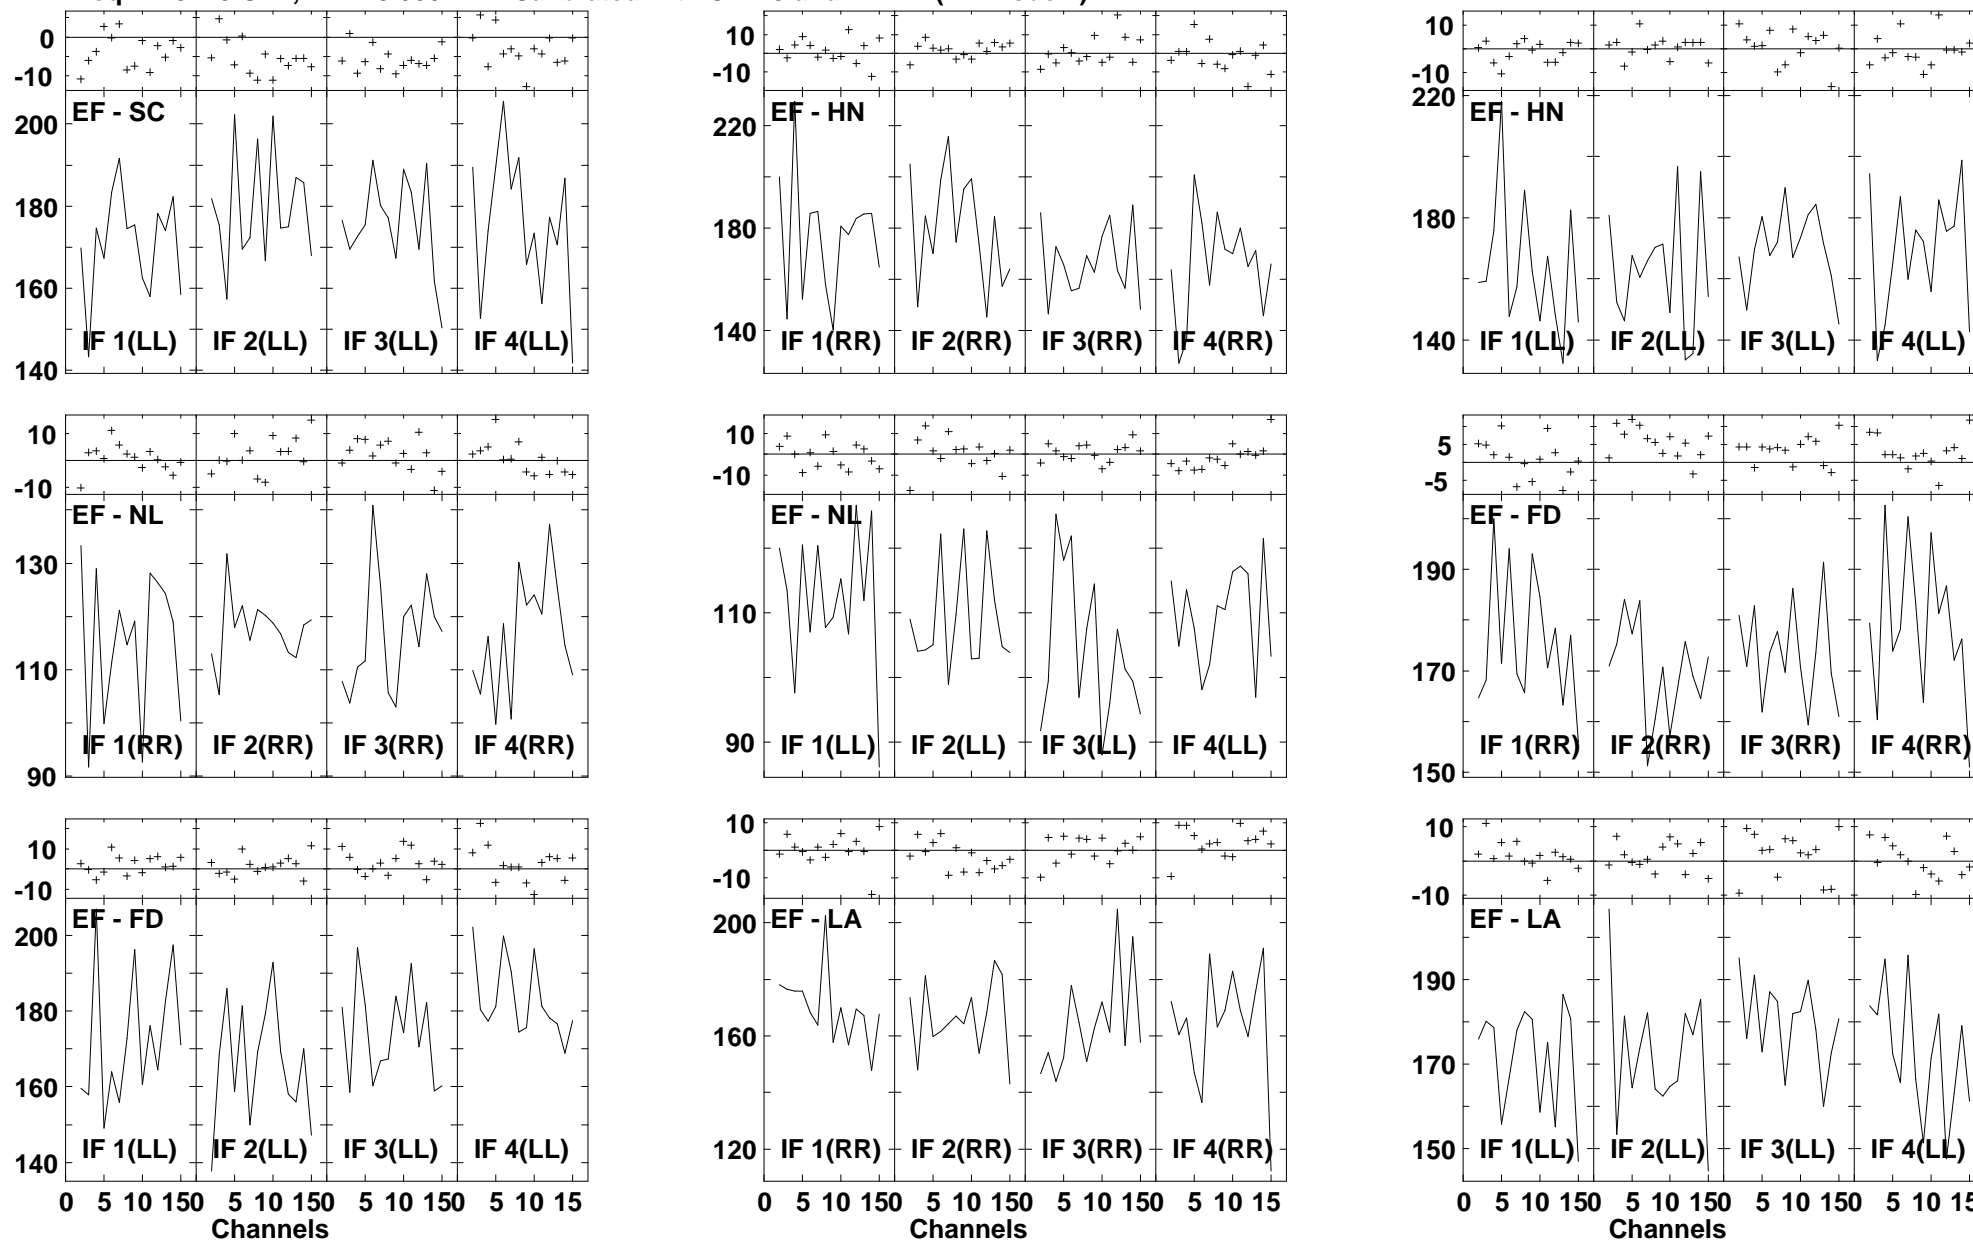 0
-10
EF - SC
200
180
160
140
IF 1(LL) IF 2(LL) IF 3(LL) IF 4(LL)
10
-10
EF - HN
220
180
140
IF 1(RR) IF 2(RR) IF 3(RR) IF 4(RR)
10
-10
220
EF - HN
180
140
IF 1(LL) IF 2(LL) IF 3(LL) IF 4(LL)
10
-10
EF - NL
130
110
90
IF 1(RR) IF 2(RR) IF 3(RR) IF 4(RR)
10
-10
EF - NL
110
90
IF 1(LL) IF 2(LL) IF 3(LL) IF 4(LL)
5
-5
EF - FD
190
170
150
IF 1(RR) IF 2(RR) IF 3(RR) IF 4(RR)
10
-10
EF - FD
200
180
160
140
IF 1(LL) IF 2(LL) IF 3(LL) IF 4(LL)
0 5 10 150 5 10 150 5 10 150 5 10 15
Channels
10
-10
EF - LA
200
160
120
IF 1(RR) IF 2(RR) IF 3(RR) IF 4(RR)
0 5 10 150 5 10 150 5 10 150 5 10 15
Channels
10
-10
EF - LA
190
170
150
IF 1(LL) IF 2(LL) IF 3(LL) IF 4(LL)
0 5 10 150 5 10 150 5 10 150 5 10 15
Channels